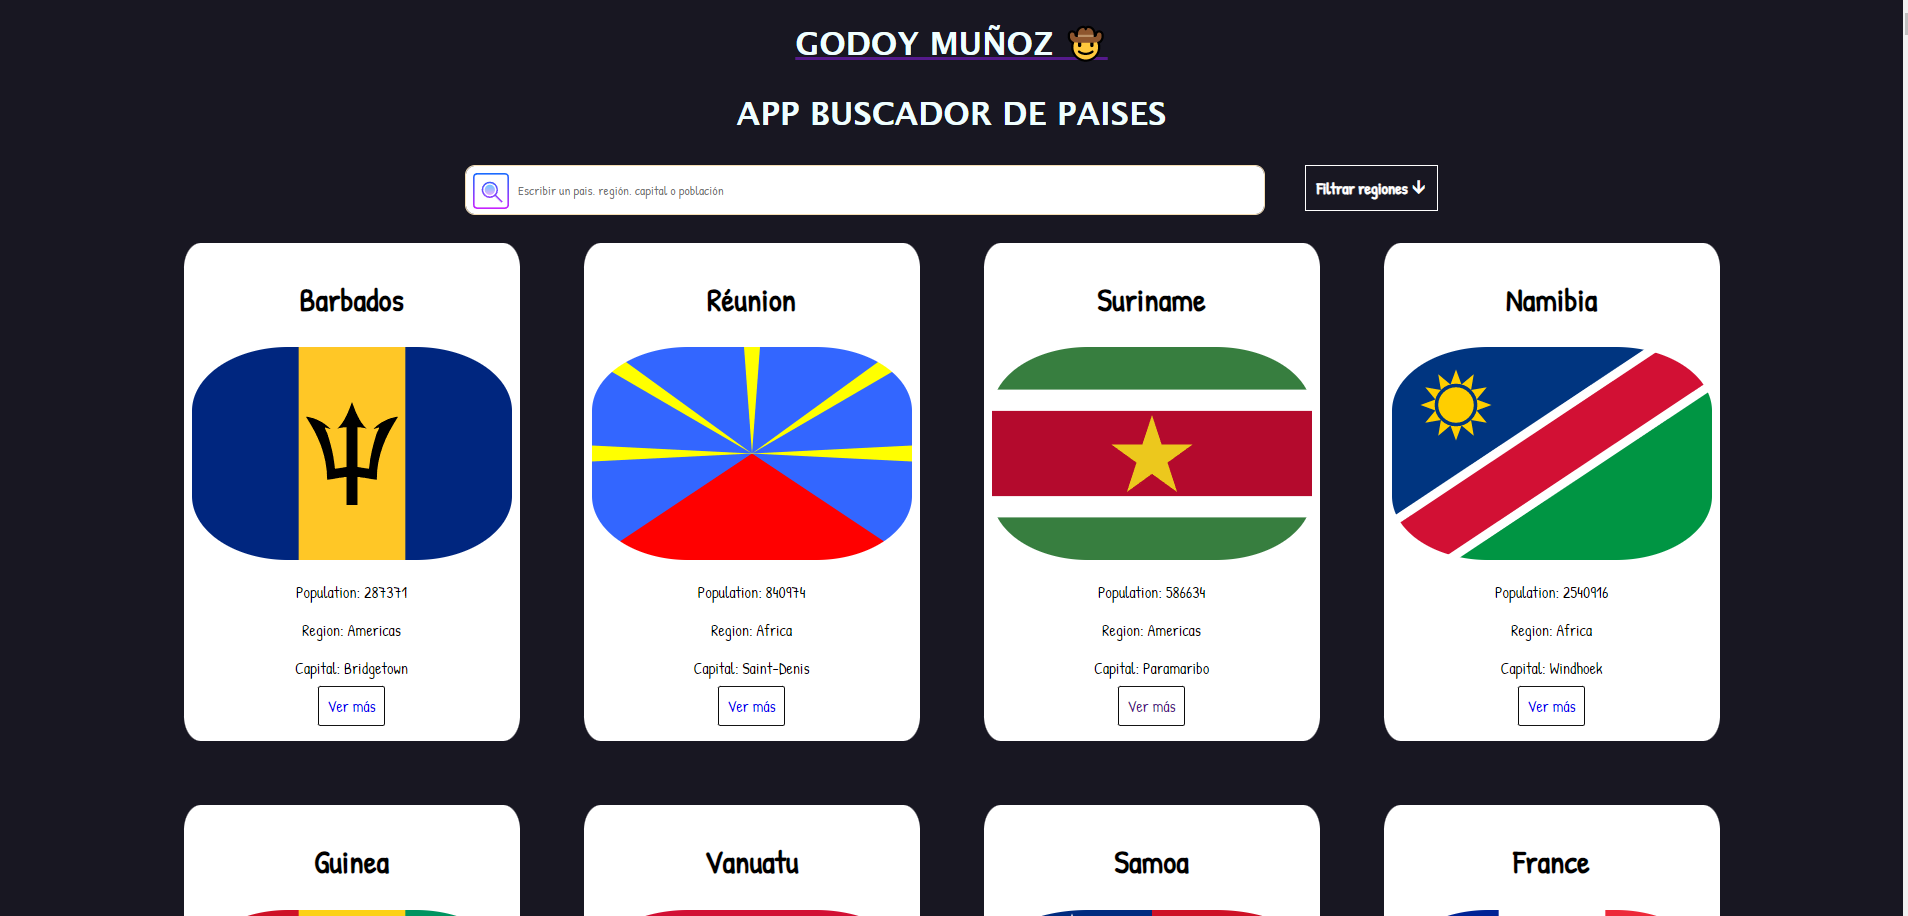 GODOY MUÑOZ 🤠
APP BUSCADOR DE PAISES
Escribir un pais. región. capital o población
Filtrar regiones ↓
Barbados
Population: 287371
Region: Americas
Capital: Bridgetown
Ver más
Réunion
Population: 840974
Region: Africa
Capital: Saint-Denis
Ver más
Suriname
Population: 586634
Region: Americas
Capital: Paramaribo
Ver más
Namibia
Population: 2540916
Region: Africa
Capital: Windhoek
Ver más
Guinea
Vanuatu
Samoa
France